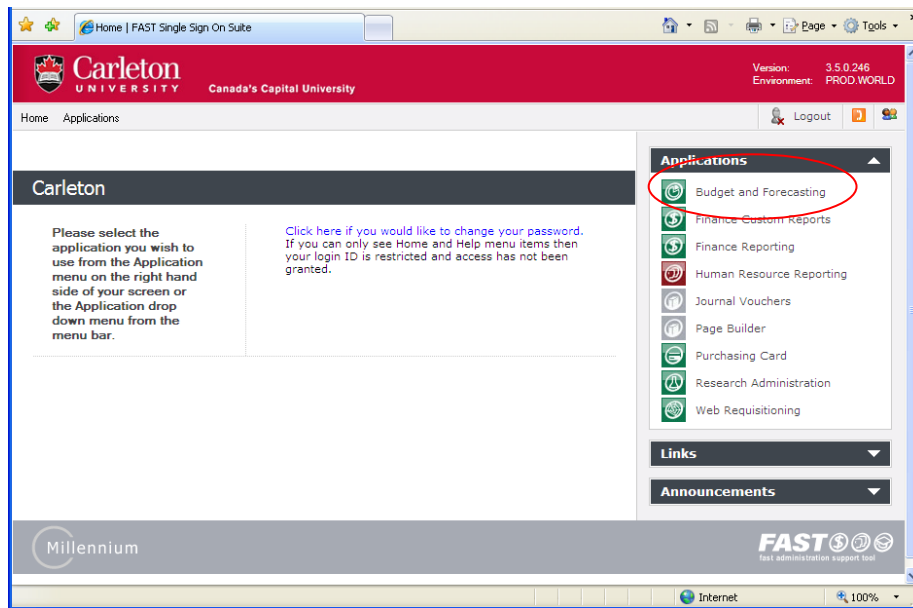 Home | FAST Single Sign On Suite
Page
Tools
Carleton
UNIVERSITY
Canada's Capital University
Version: 3.5.0.246
Environment: PROD.WORLD
Home Applications
Logout
Carleton
Please select the
application you wish to
use from the Application
menu on the right hand
side of your screen or
the Application drop
down menu from the
menu bar.
Click here if you would like to change your password.
If you can only see Home and Help menu items then
your login ID is restricted and access has not been
granted.
Applications
Budget and Forecasting
Finance Custom Reports
Finance Reporting
Human Resource Reporting
Journal Vouchers
Page Builder
Purchasing Card
Research Administration
Web Requisitioning
Links
Announcements
Millennium
FAST
fast administration support tool
Internet
100%